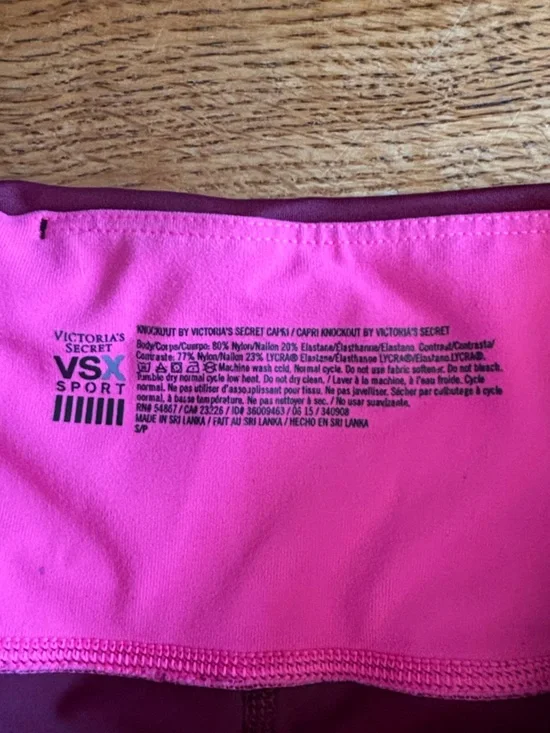 VICTORIA'S
SECRET
VSX
SPORT
KNOCKOUT BY VICTORIA'S SECRET CAPRI / CAPRI KNOCKOUT BY VICTORIA'S SECRET
Body/Corps/Cuerpo: 80% Nylon/Nailon 20% Elastane/Élasthanne/Elastano Contrast/Contraste/
Contraste: 77% Nylon/Nailon 23% LYCRA® Elastane/Élasthanne LYCRA®/Elastano LYCRA®.
Machine wash cold. Normal cycle. Do not use fabric softener. Do not bleach.
Tumble dry normal cycle low heat. Do not dry clean. / Laver à la machine, à l'eau froide. Cycle
normal. Ne pas utiliser d'assouplissant pour tissu. Ne pas javelliser. Sécher par culbutage à cycle
normal, à basse température. Ne pas nettoyer à sec. / No usar suavizante.
RN# 54867 / CA# 23226 / ID# 36009463 / 06 15 / 340908
MADE IN SRI LANKA / FAIT AU SRI LANKA / HECHO EN SRI LANKA
S/P